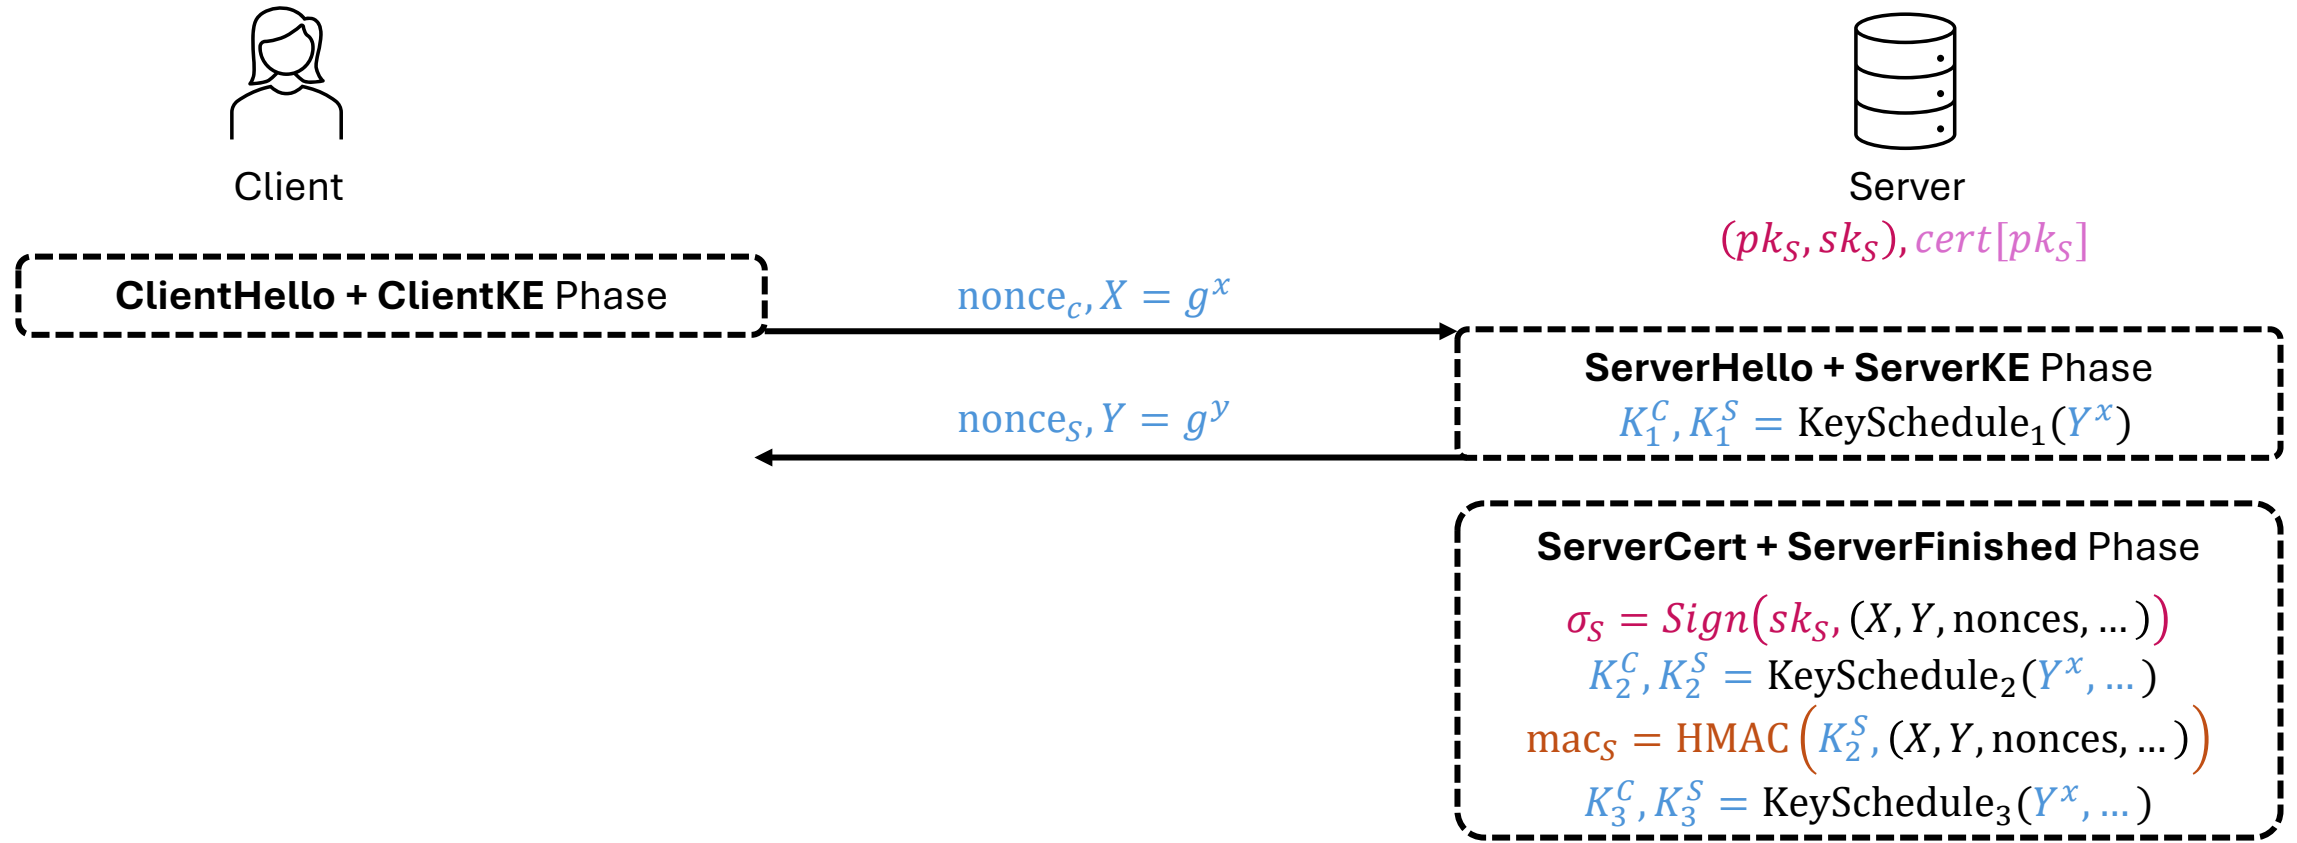 Client
Server
(pk_S, sk_S), cert[pk_S]
ClientHello + ClientKE Phase
nonce_c, X = g^x
ServerHello + ServerKE Phase
K_1^C, K_1^S = KeySchedule_1(Y^x)
nonce_S, Y = g^y
ServerCert + ServerFinished Phase
σ_S = Sign(sk_S, (X, Y, nonces, … ))
K_2^C, K_2^S = KeySchedule_2(Y^x, … )
mac_S = HMAC(K_2^S, (X, Y, nonces, … ))
K_3^C, K_3^S = KeySchedule_3(Y^x, … )